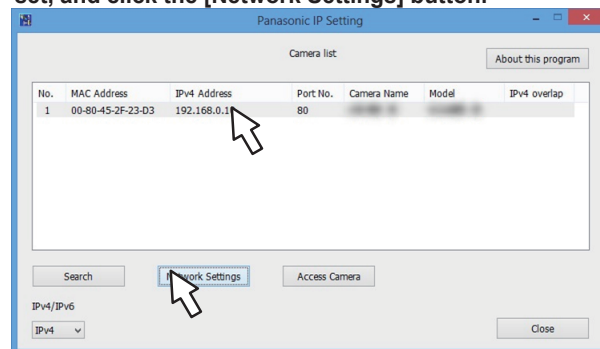 set, and click the [Network Settings] button.
Panasonic IP Setting
Camera list
About this program
No. MAC Address IPv4 Address Port No. Camera Name Model IPv4 overlap
1 00-80-45-2F-23-D3 80
Search Network Settings Access Camera
IPv4/IPv6
IPv4 Close